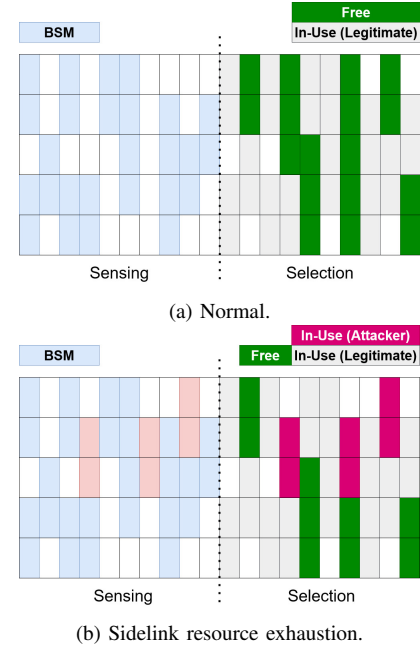 Free
BSM
In-Use (Legitimate)
Sensing
Selection
(a) Normal.
In-Use (Attacker)
BSM
Free
In-Use (Legitimate)
Sensing
Selection
(b) Sidelink resource exhaustion.